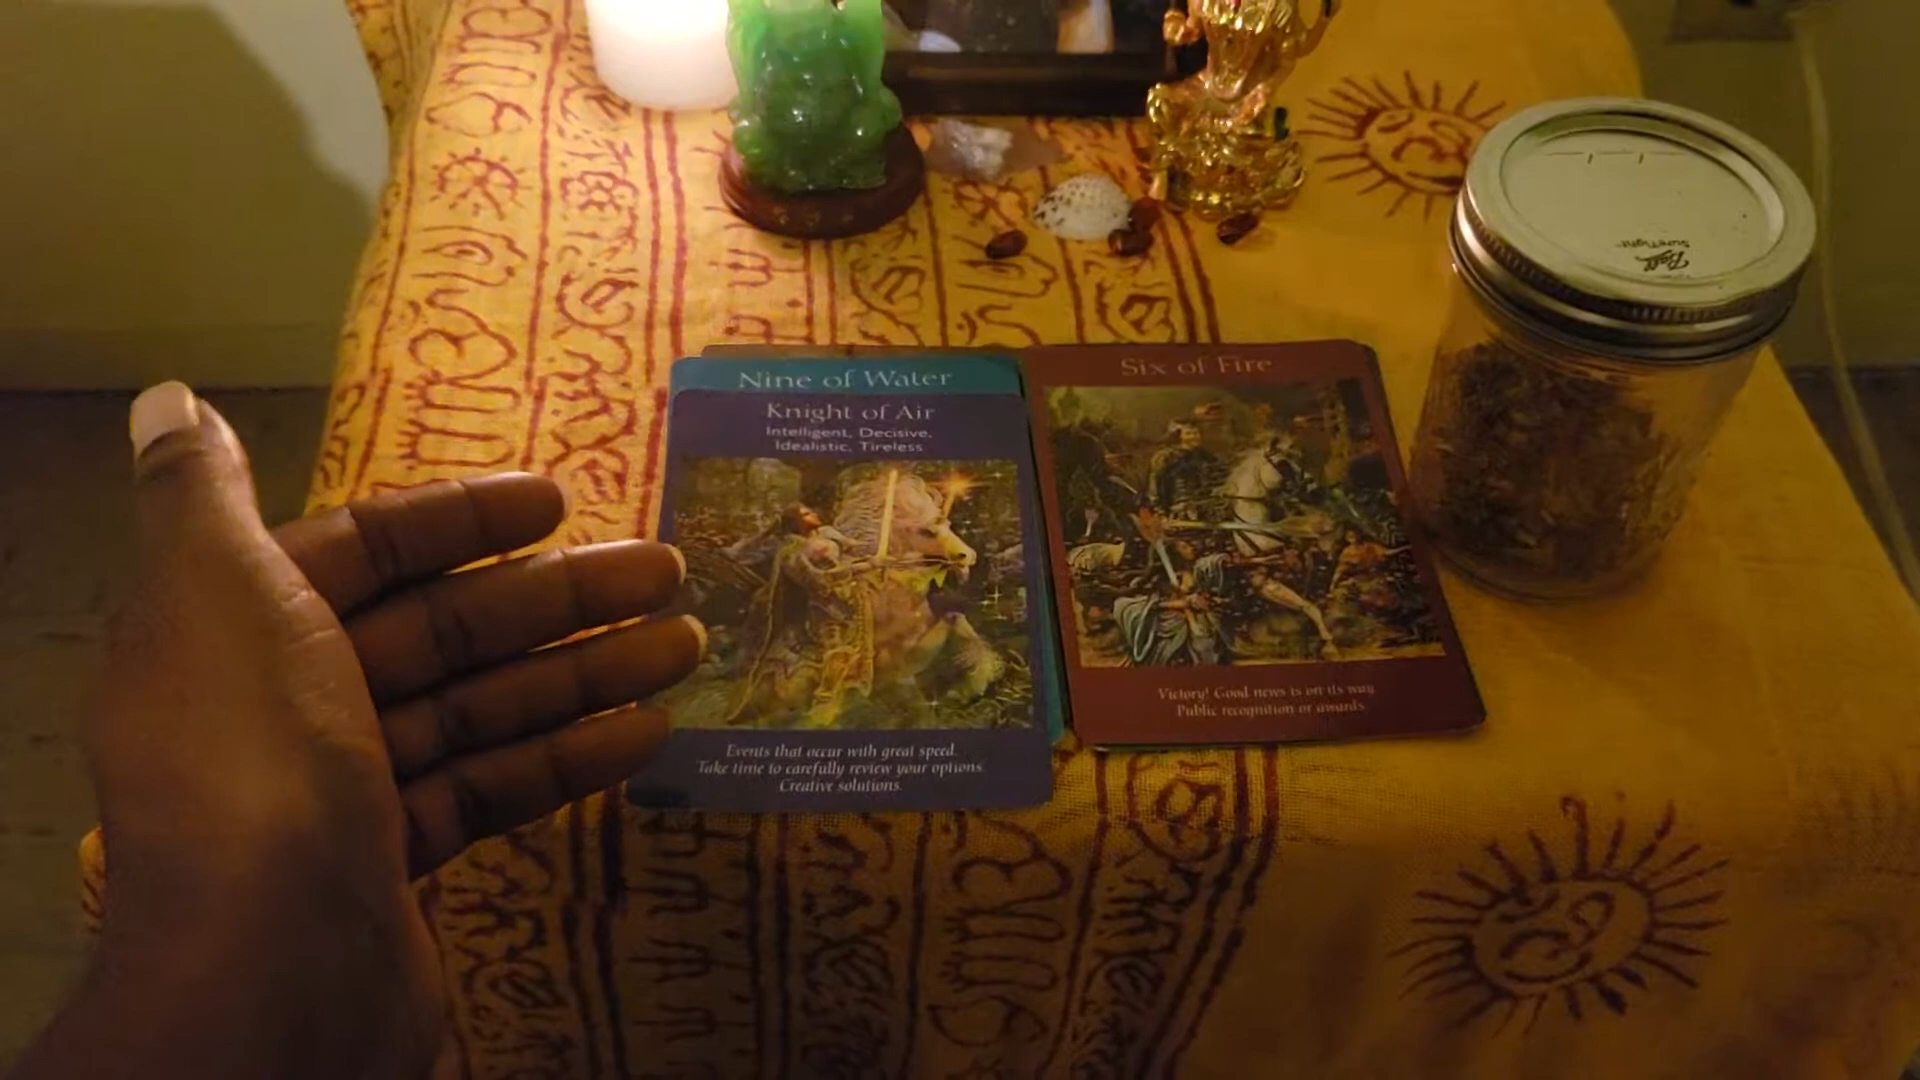 Nine of Water
Knight of Air
Intelligent, Decisive,
Idealistic, Tireless
Events that occur with great speed.
Take time to carefully review your options.
Creative solutions.
Six of Fire
Victory! Good news is on its way.
Public recognition or awards.
Ball
SureTight